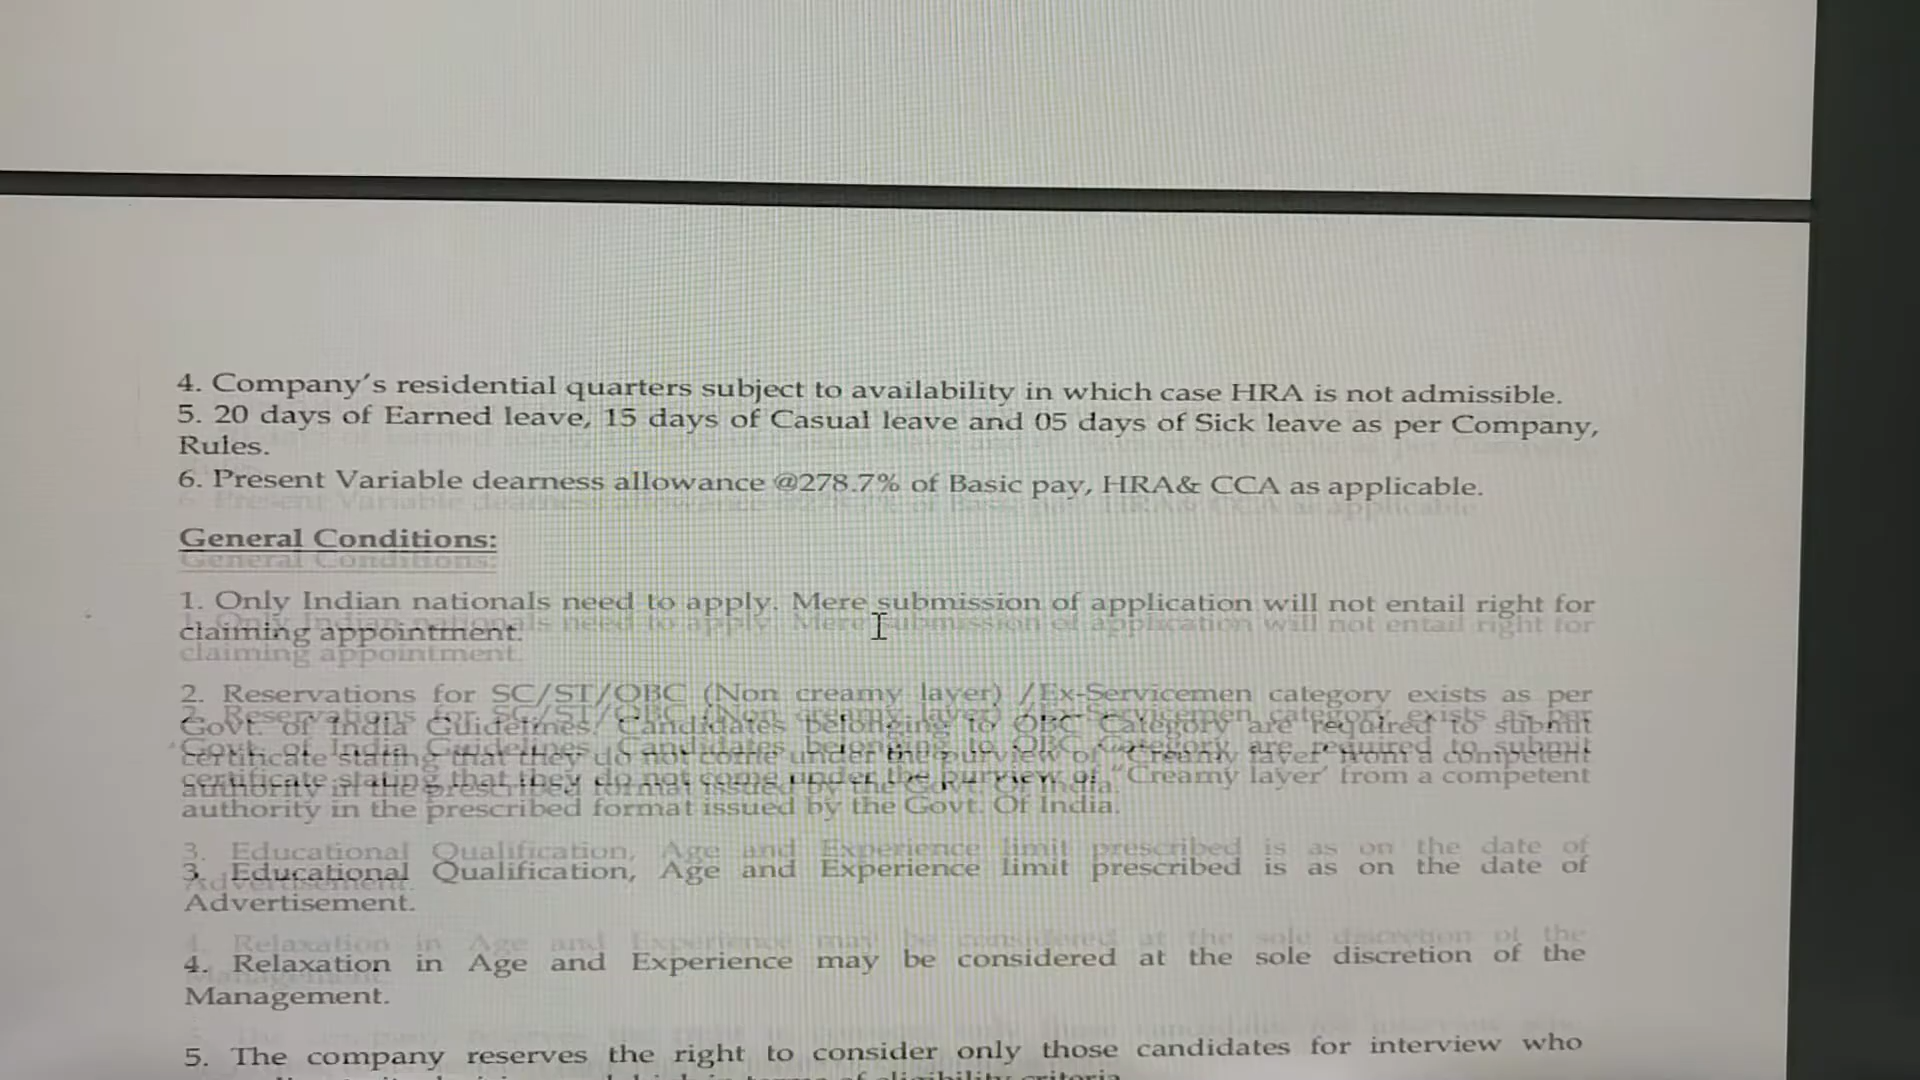 4. Company's residential quarters subject to availability in which case HRA is not admissible.
5. 20 days of Earned leave, 15 days of Casual leave and 05 days of Sick leave as per Company,
Rules.
6. Present Variable dearness allowance @278.7% of Basic pay, HRA& CCA as applicable.
General Conditions:
1. Only Indian nationals need to apply. Mere submission of application will not entail right for
claiming appointment.
2. Reservations for SC/ST/OBC (Non creamy layer) /Ex-Servicemen category exists as per
Govt. of India Guidelines. Candidates belonging to OBC Category are required to submit
certificate stating that they do not come under the purview of "Creamy layer' from a competent
authority in the prescribed format issued by the Govt. Of India.
3. Educational Qualification, Age and Experience limit prescribed is as on the date of
Advertisement.
4. Relaxation in Age and Experience may be considered at the sole discretion of the
Management.
5. The company reserves the right to consider only those candidates for interview who